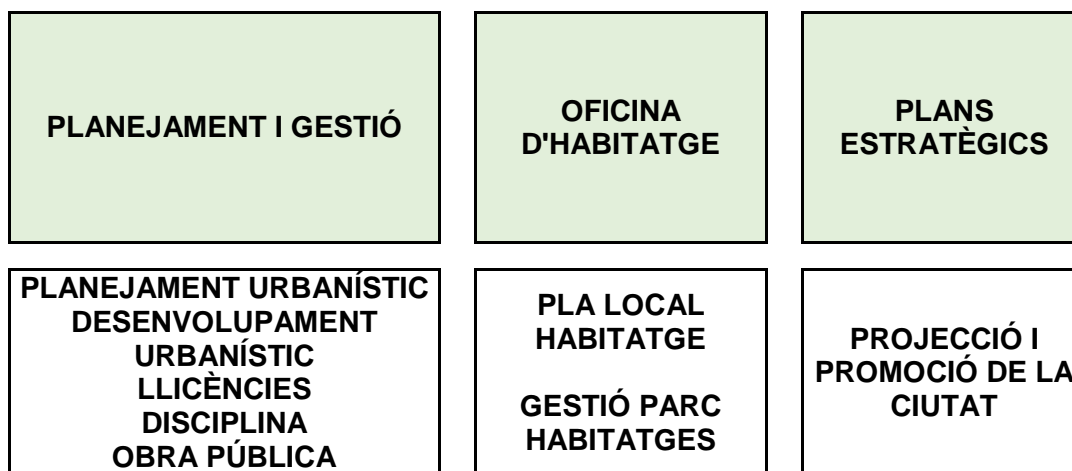 PLANEJAMENT I GESTIÓ
OFICINA
D'HABITATGE
PLANS
ESTRATÈGICS
PLANEJAMENT URBANÍSTIC
DESENVOLUPAMENT
URBANÍSTIC
LLICÈNCIES
DISCIPLINA
OBRA PÚBLICA
PLA LOCAL
HABITATGE
GESTIÓ PARC
HABITATGES
PROJECCIÓ I
PROMOCIÓ DE LA
CIUTAT